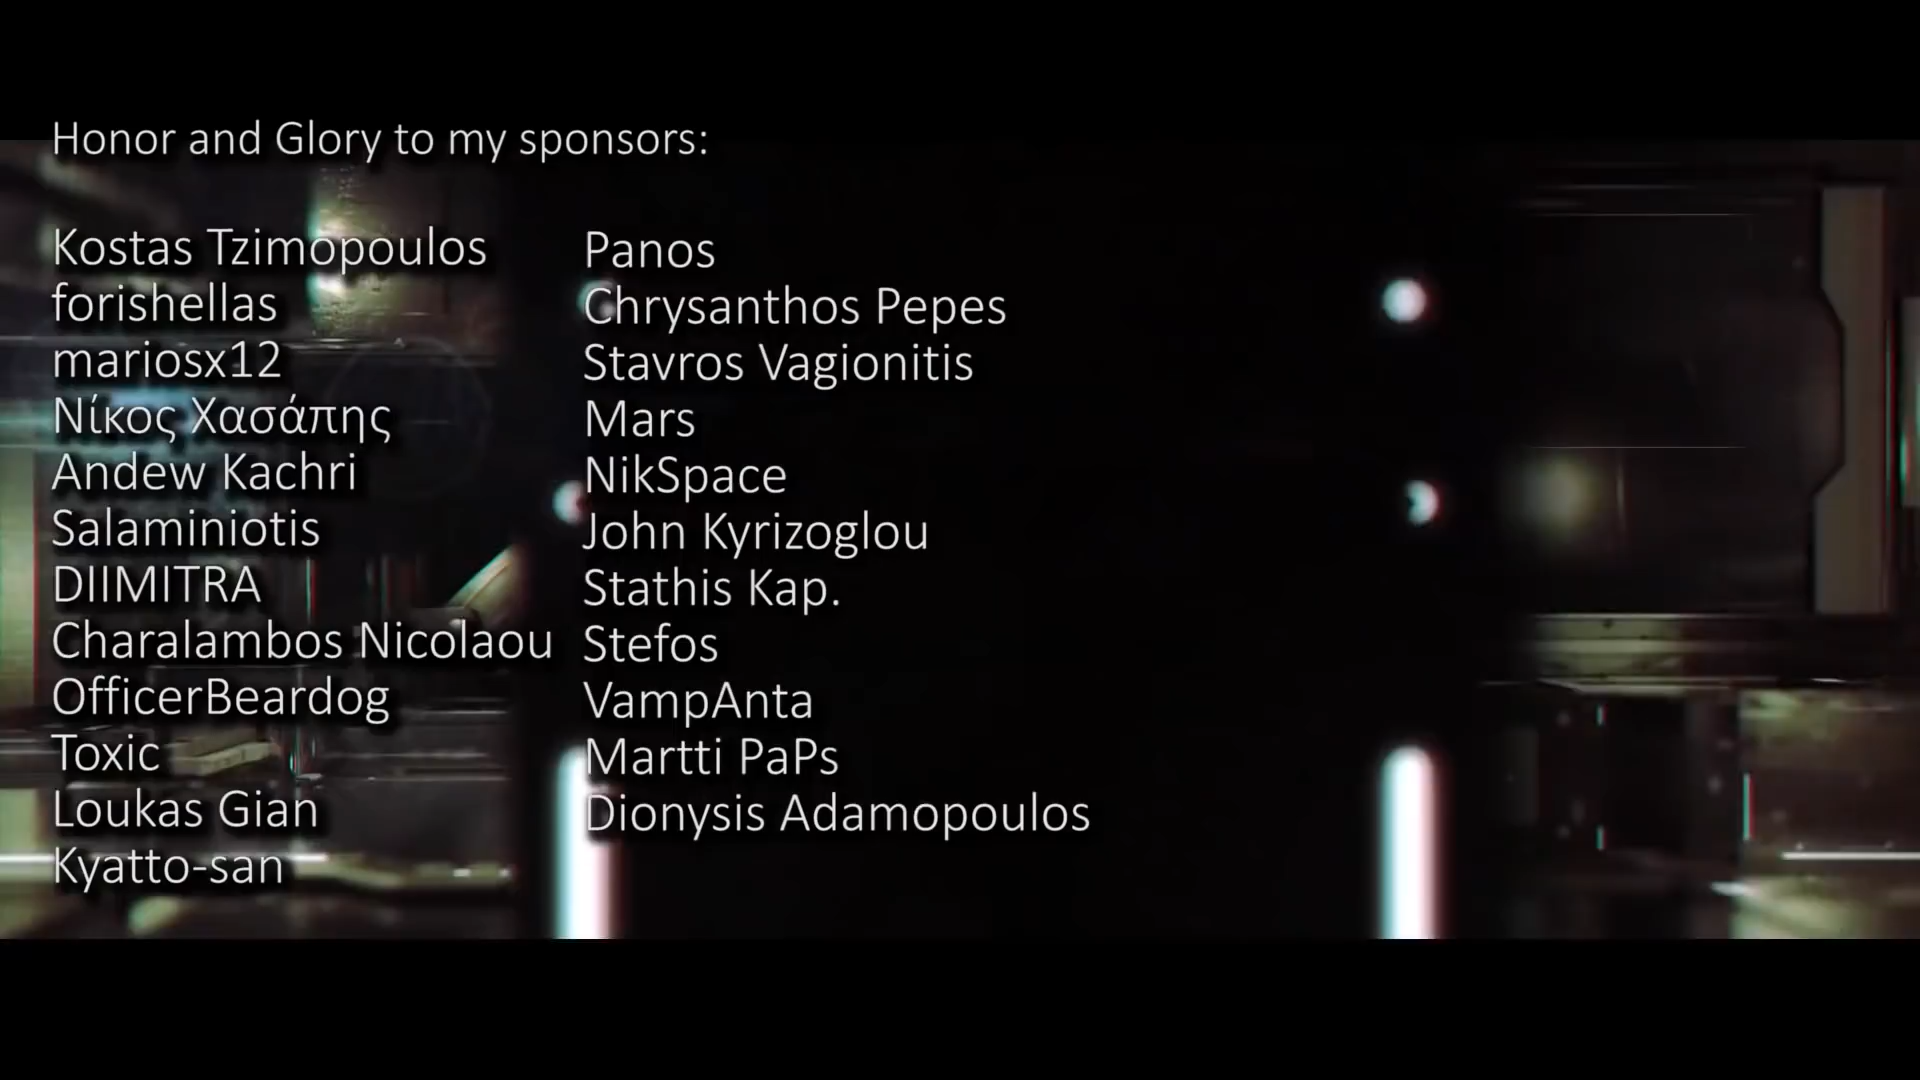 Honor and Glory to my sponsors:
Kostas Tzimopoulos
forishellas
mariosx12
Νίκος Χασάπης
Andew Kachri
Salaminiotis
DIIMITRA
Charalambos Nicolaou
OfficerBeardog
Toxic
Loukas Gian
Kyatto-san
Panos
Chrysanthos Pepes
Stavros Vagionitis
Mars
NikSpace
John Kyrizoglou
Stathis Kap.
Stefos
VampAnta
Martti PaPs
Dionysis Adamopoulos